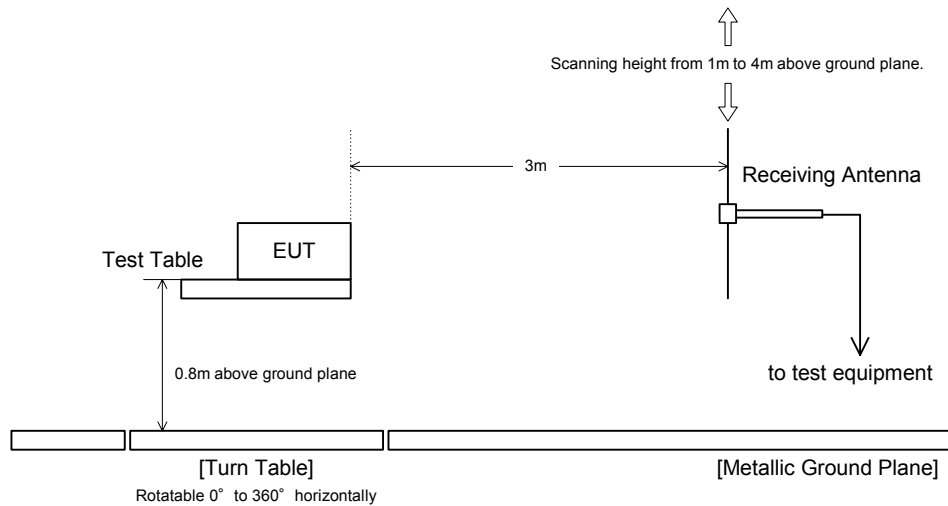 Scanning height from 1m to 4m above ground plane.
3m
Receiving Antenna
EUT
Test Table
0.8m above ground plane
to test equipment
[Turn Table]
[Metallic Ground Plane]
Rotatable 0° to 360° horizontally